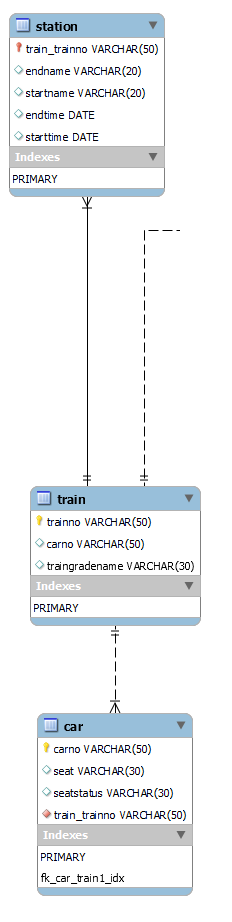 station
train_trainno VARCHAR(50)
endname VARCHAR(20)
startname VARCHAR(20)
endtime DATE
starttime DATE
Indexes
PRIMARY
train
trainno VARCHAR(50)
carno VARCHAR(50)
traingradename VARCHAR(30)
Indexes
PRIMARY
car
carno VARCHAR(50)
seat VARCHAR(30)
seatstatus VARCHAR(30)
train_trainno VARCHAR(50)
Indexes
PRIMARY
fk_car_train1_idx